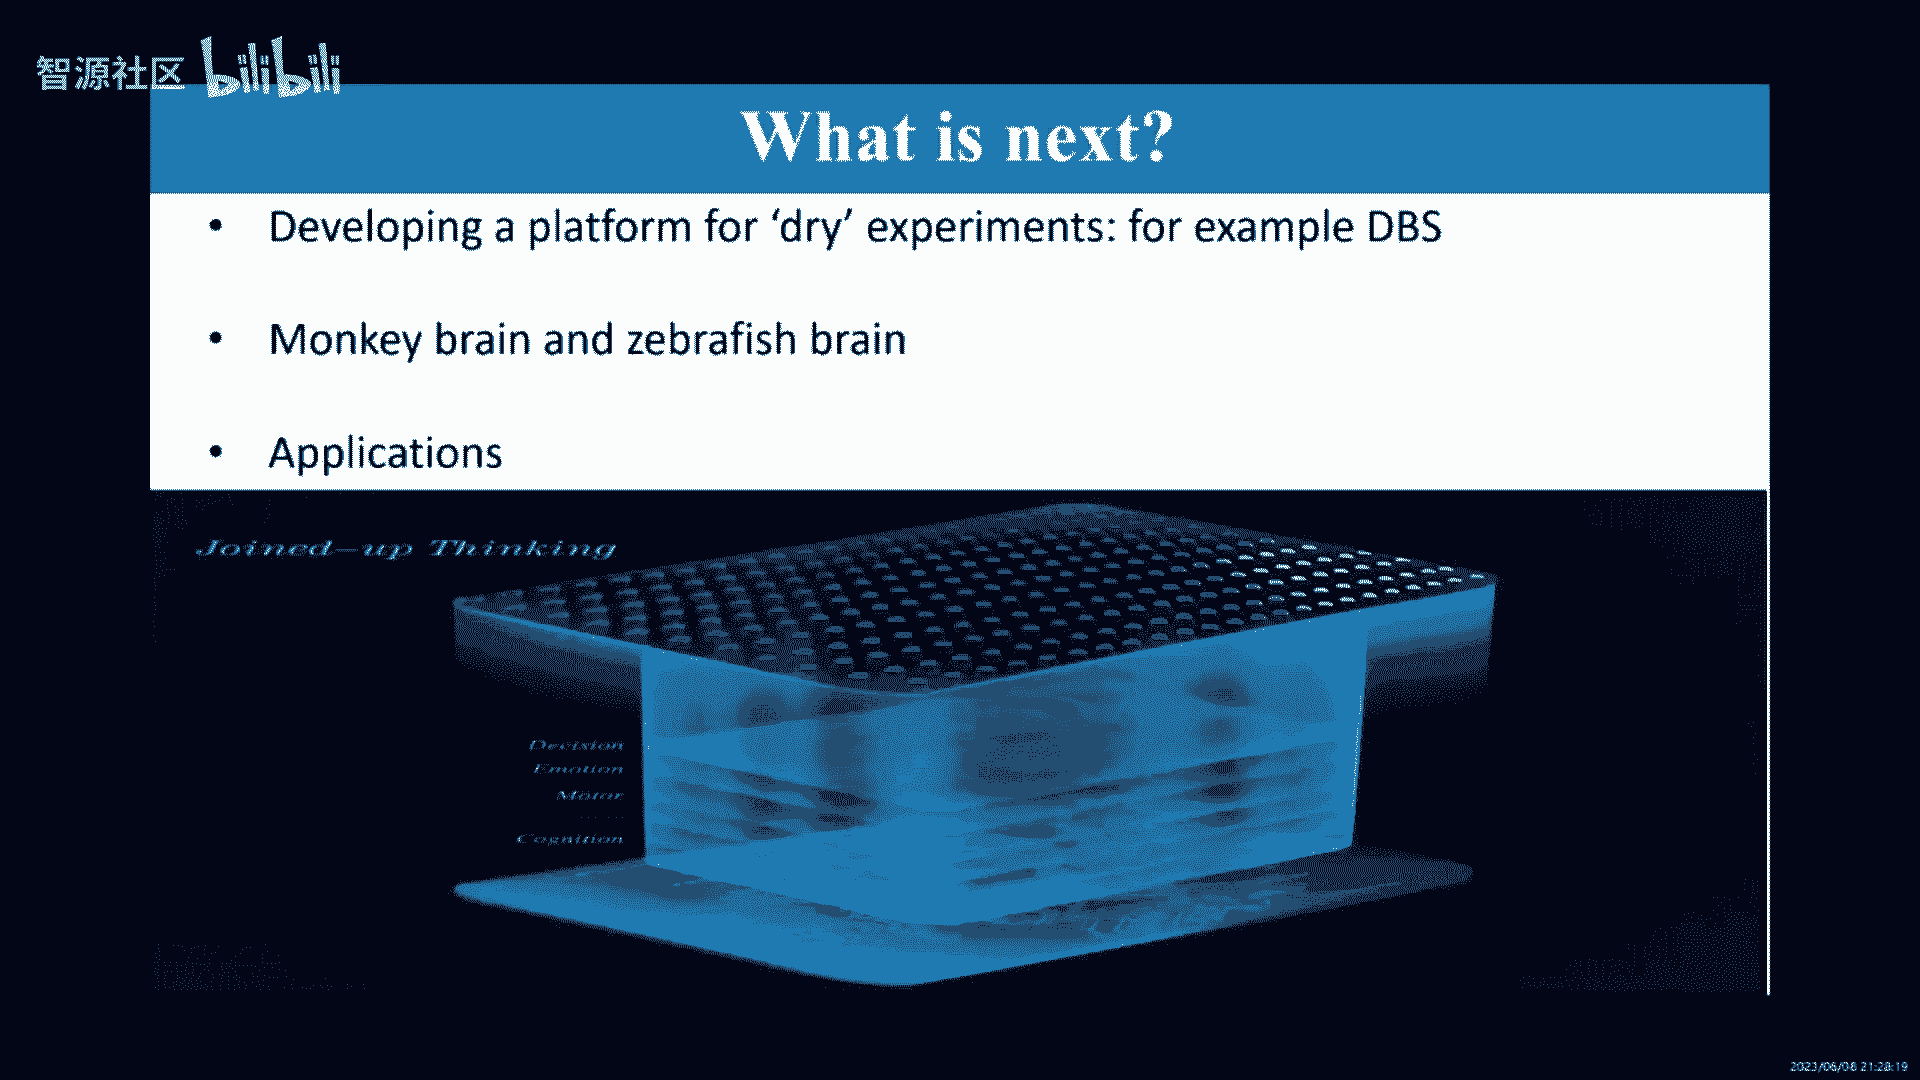 智源社区 bilibili
What is next?
• Developing a platform for ‘dry’ experiments: for example DBS
• Monkey brain and zebrafish brain
• Applications
Joined-up Thinking
Decision
Emotion
Motor
......
Cognition
2023/06/08 21:28:19